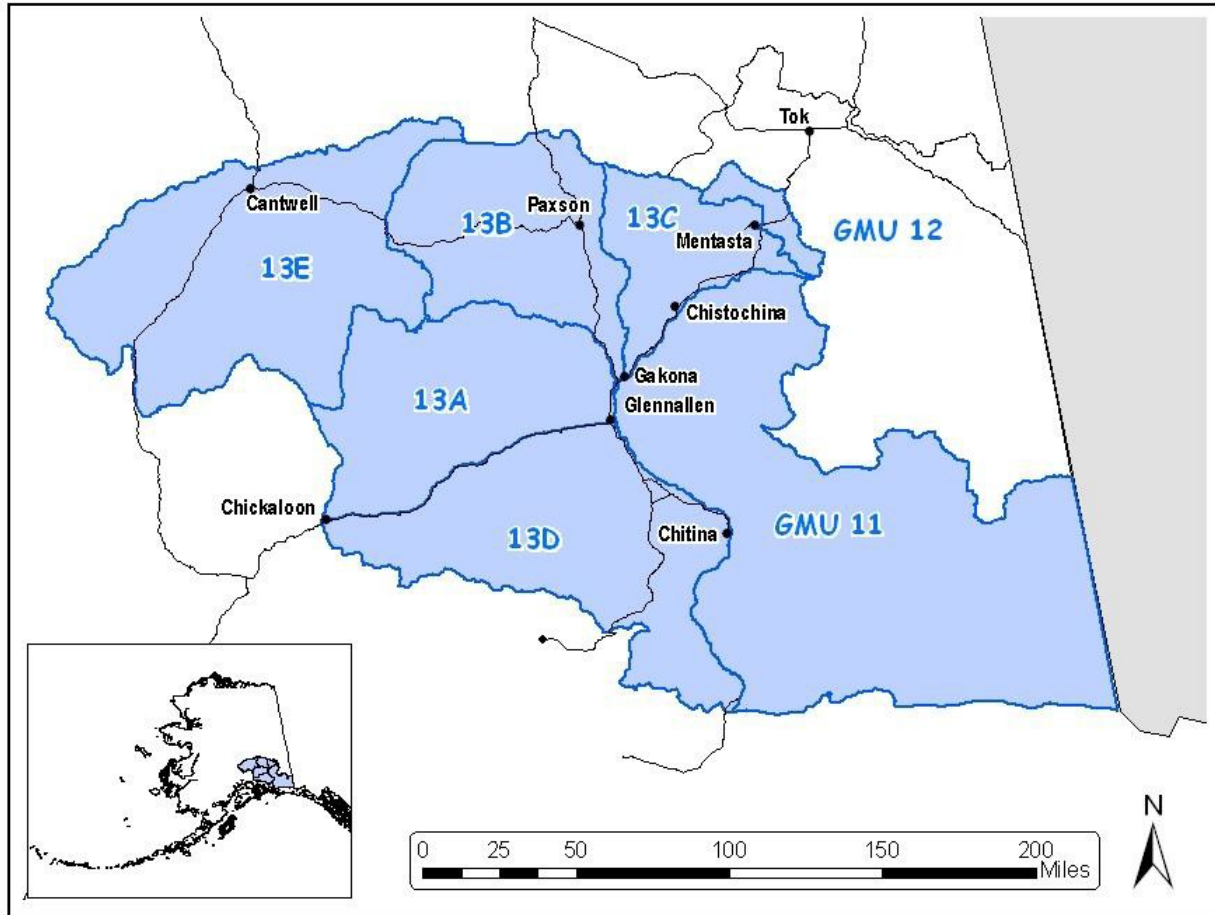 Tok
Cantwell
Paxson
13B
13C
Mentasta
GMU 12
13E
Chistochina
Gakona
13A
Glennallen
Chickaloon
13D
Chitina
GMU 11
N
0 25 50 100 150 200
Miles